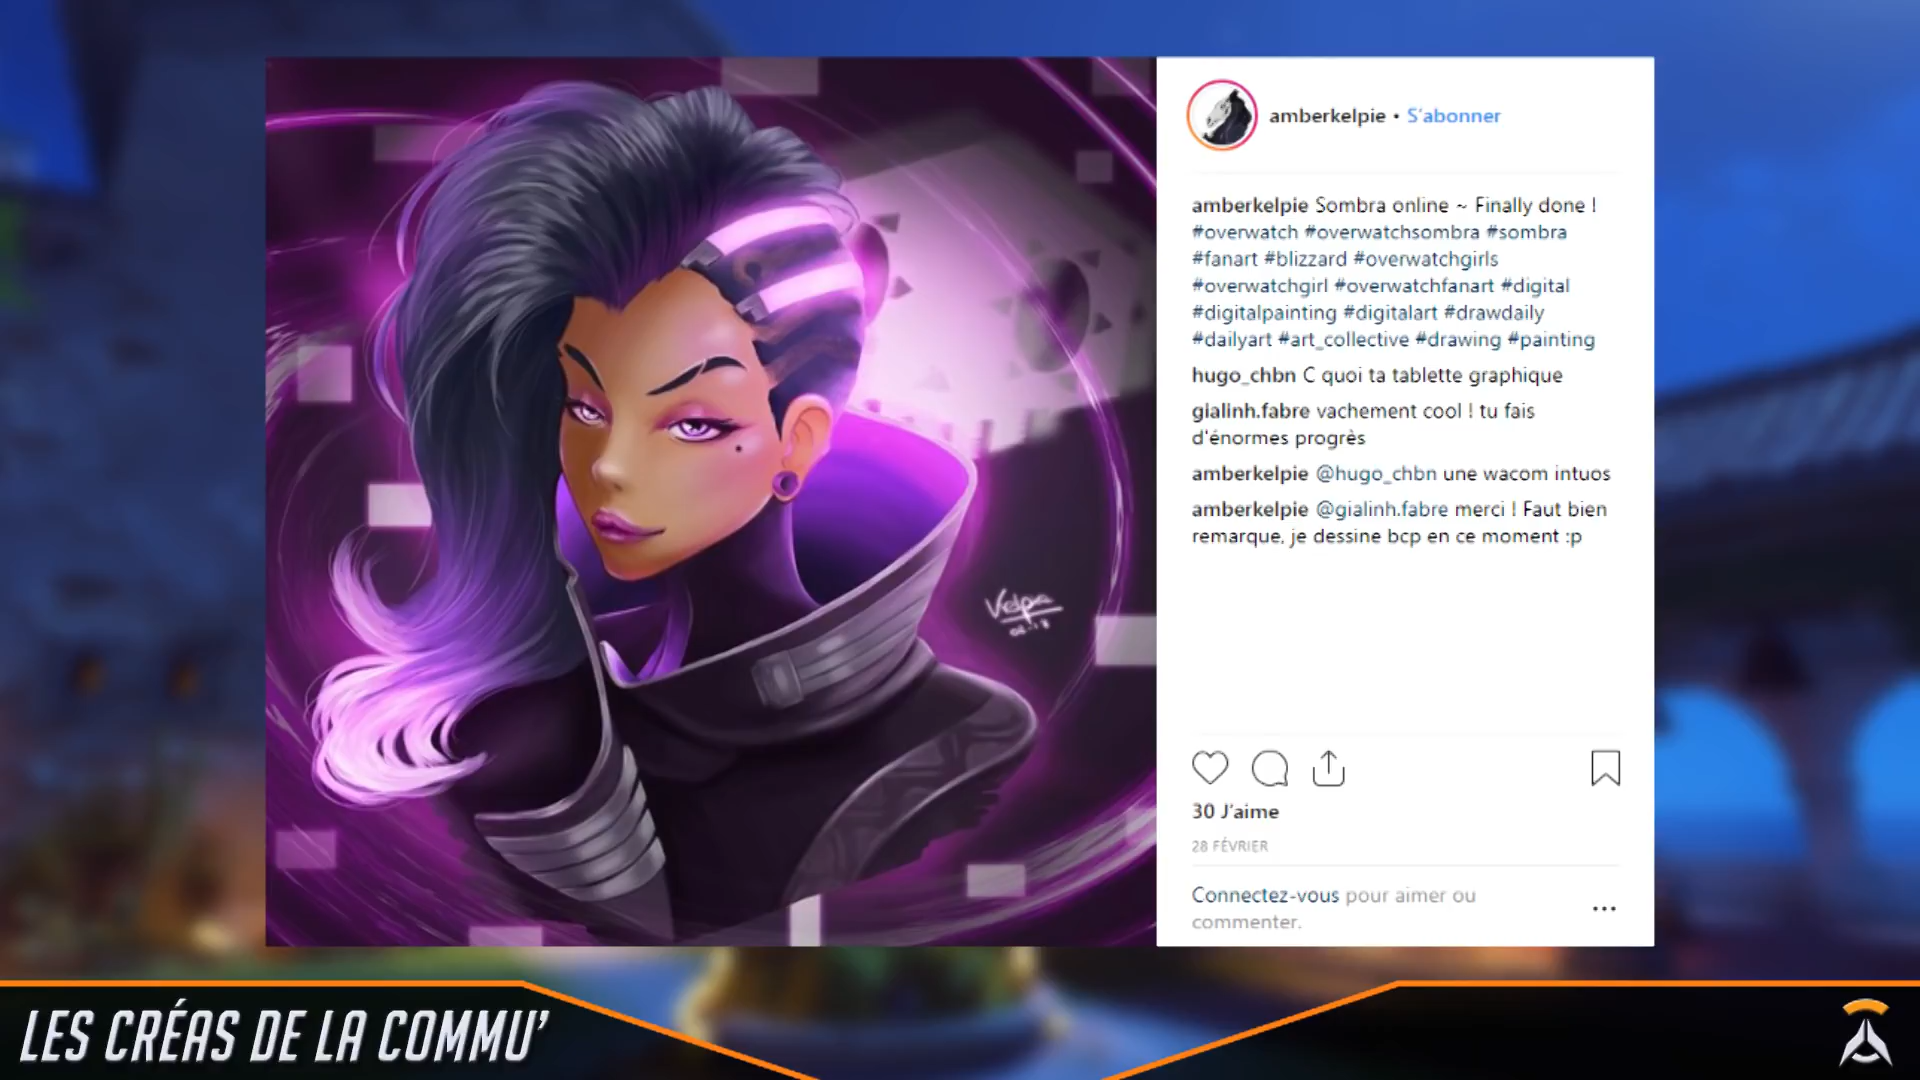 amberkelpie • S'abonner
amberkelpie Sombra online ~ Finally done !
#overwatch #overwatchsombra #sombra
#fanart #blizzard #overwatchgirls
#overwatchgirl #overwatchfanart #digital
#digitalpainting #digitalart #drawdaily
#dailyart #art_collective #drawing #painting
hugo_chbn C quoi ta tablette graphique
gialinh.fabre vachement cool ! tu fais
d'énormes progrès
amberkelpie @hugo_chbn une wacom intuos
amberkelpie @gialinh.fabre merci ! Faut bien
remarque, je dessine bcp en ce moment :p
30 J'aime
28 FÉVRIER
Connectez-vous pour aimer ou
commenter.
LES CRÉAS DE LA COMMU'